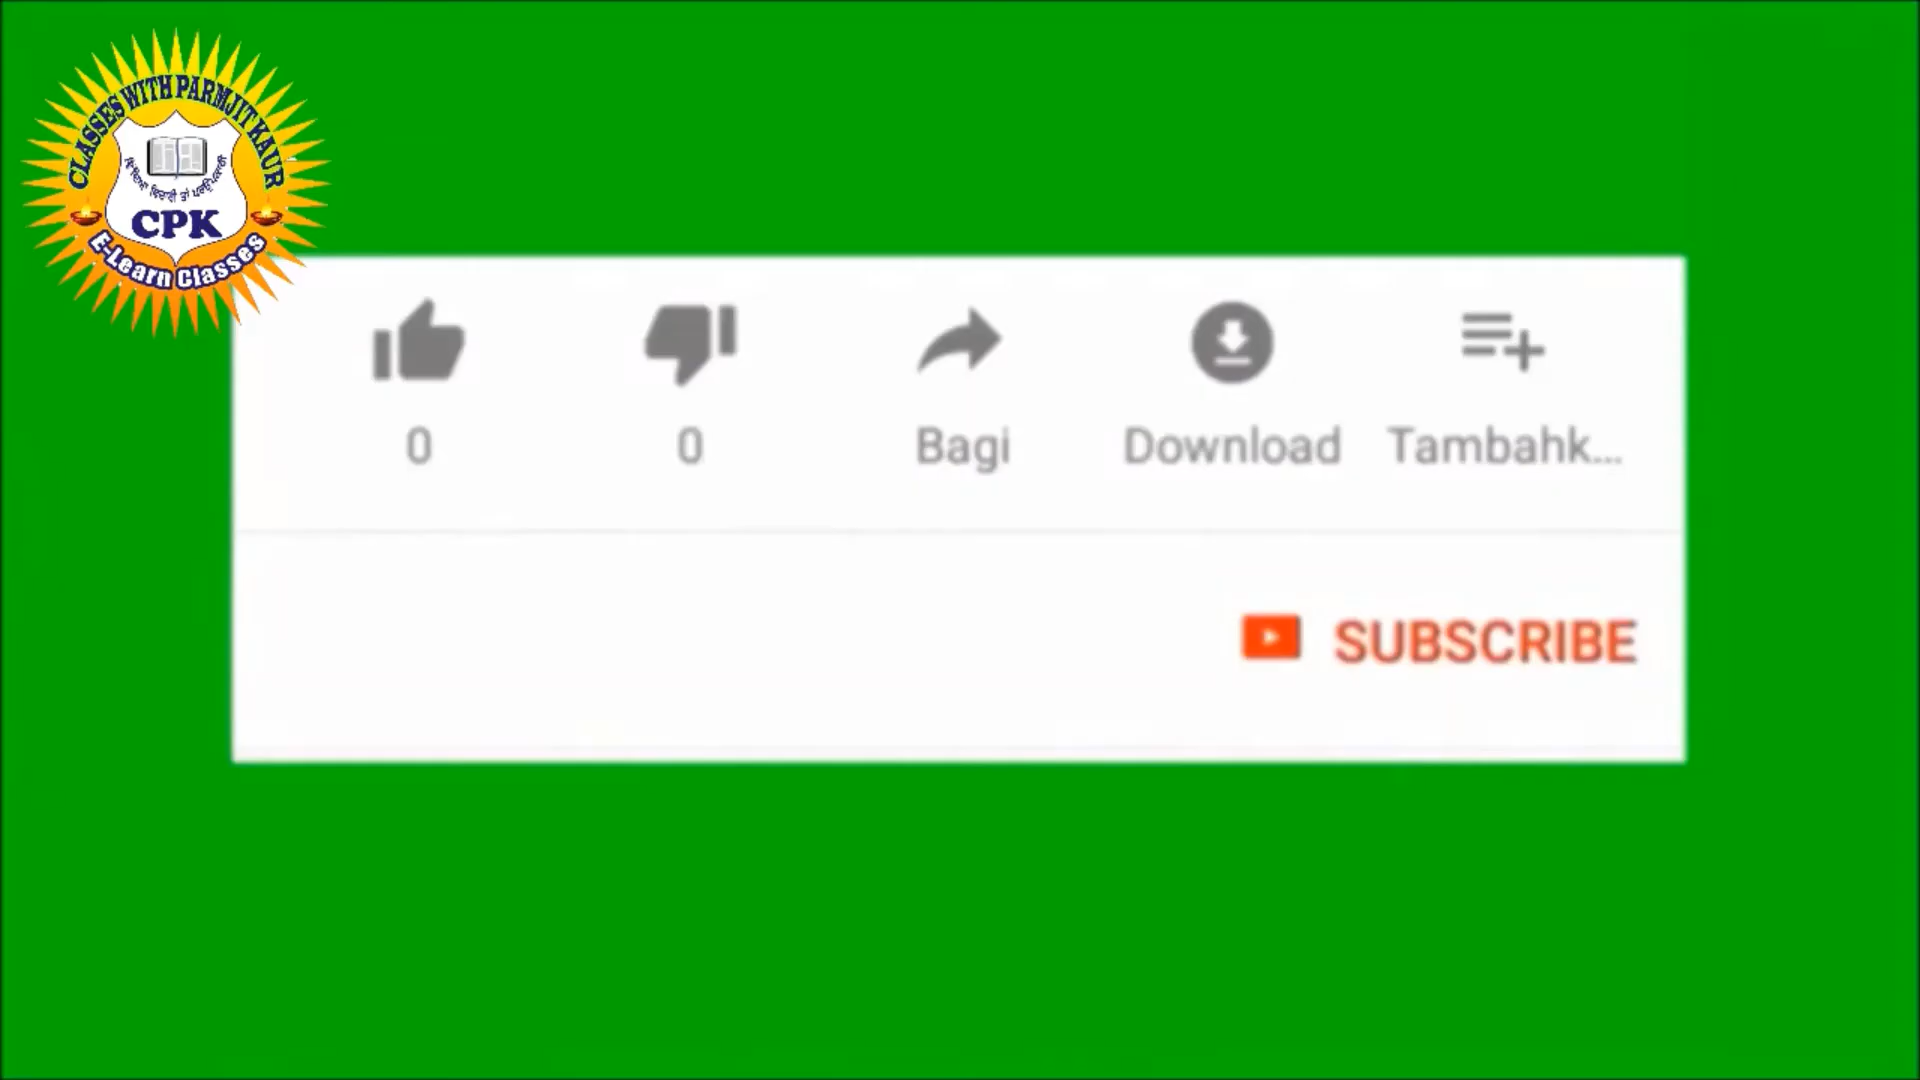 CLASSES WITH PARMJIT KAUR
CPK
E-Learn Classes
0
0
Bagi
Download
Tambahk...
SUBSCRIBE